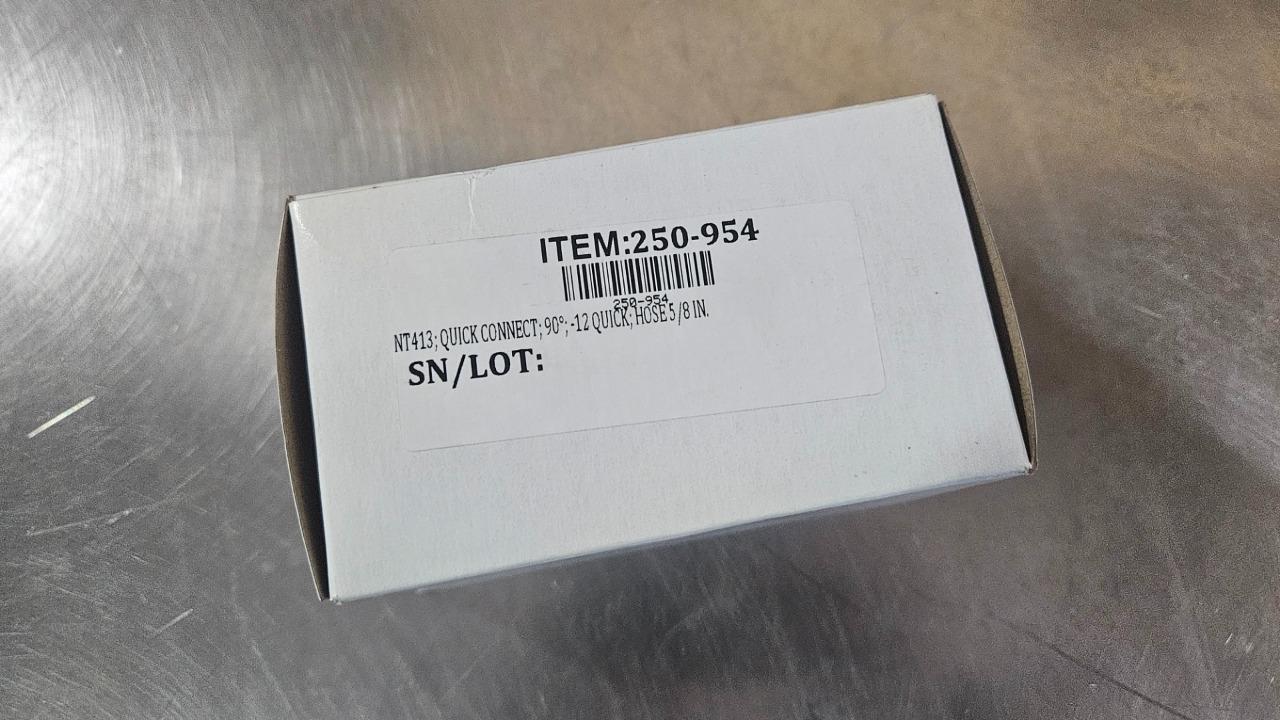 ITEM:250-954
250-954
NT413; QUICK CONNECT; 90°; -12 QUICK; HOSE 5/8 IN.
SN/LOT: